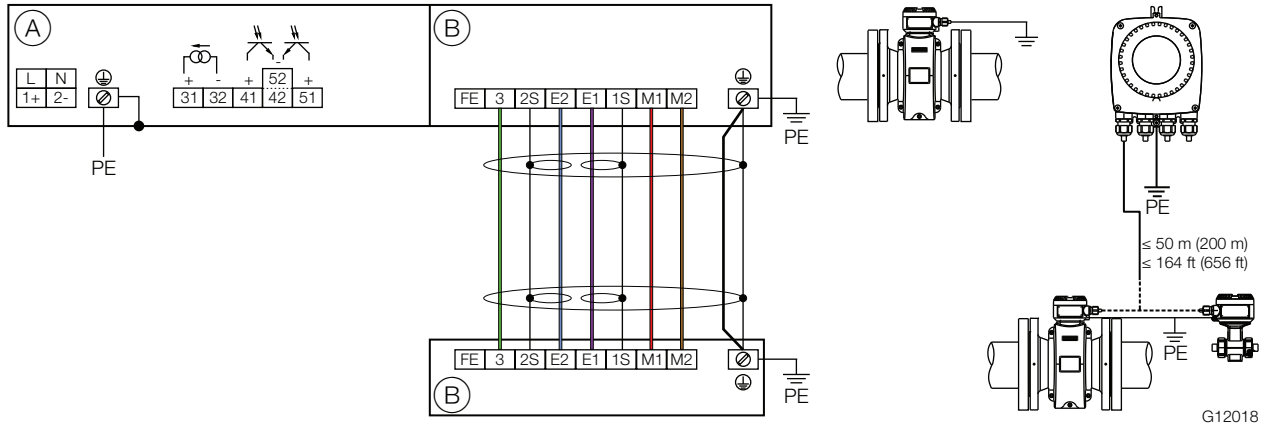 A
L N
1+ 2-
PE
+ - + - +
52
31 32 41 42 51
B
FE 3 2S E2 E1 1S M1 M2
PE
FE 3 2S E2 E1 1S M1 M2
PE
B
PE
≤ 50 m (200 m)
≤ 164 ft (656 ft)
PE
G12018